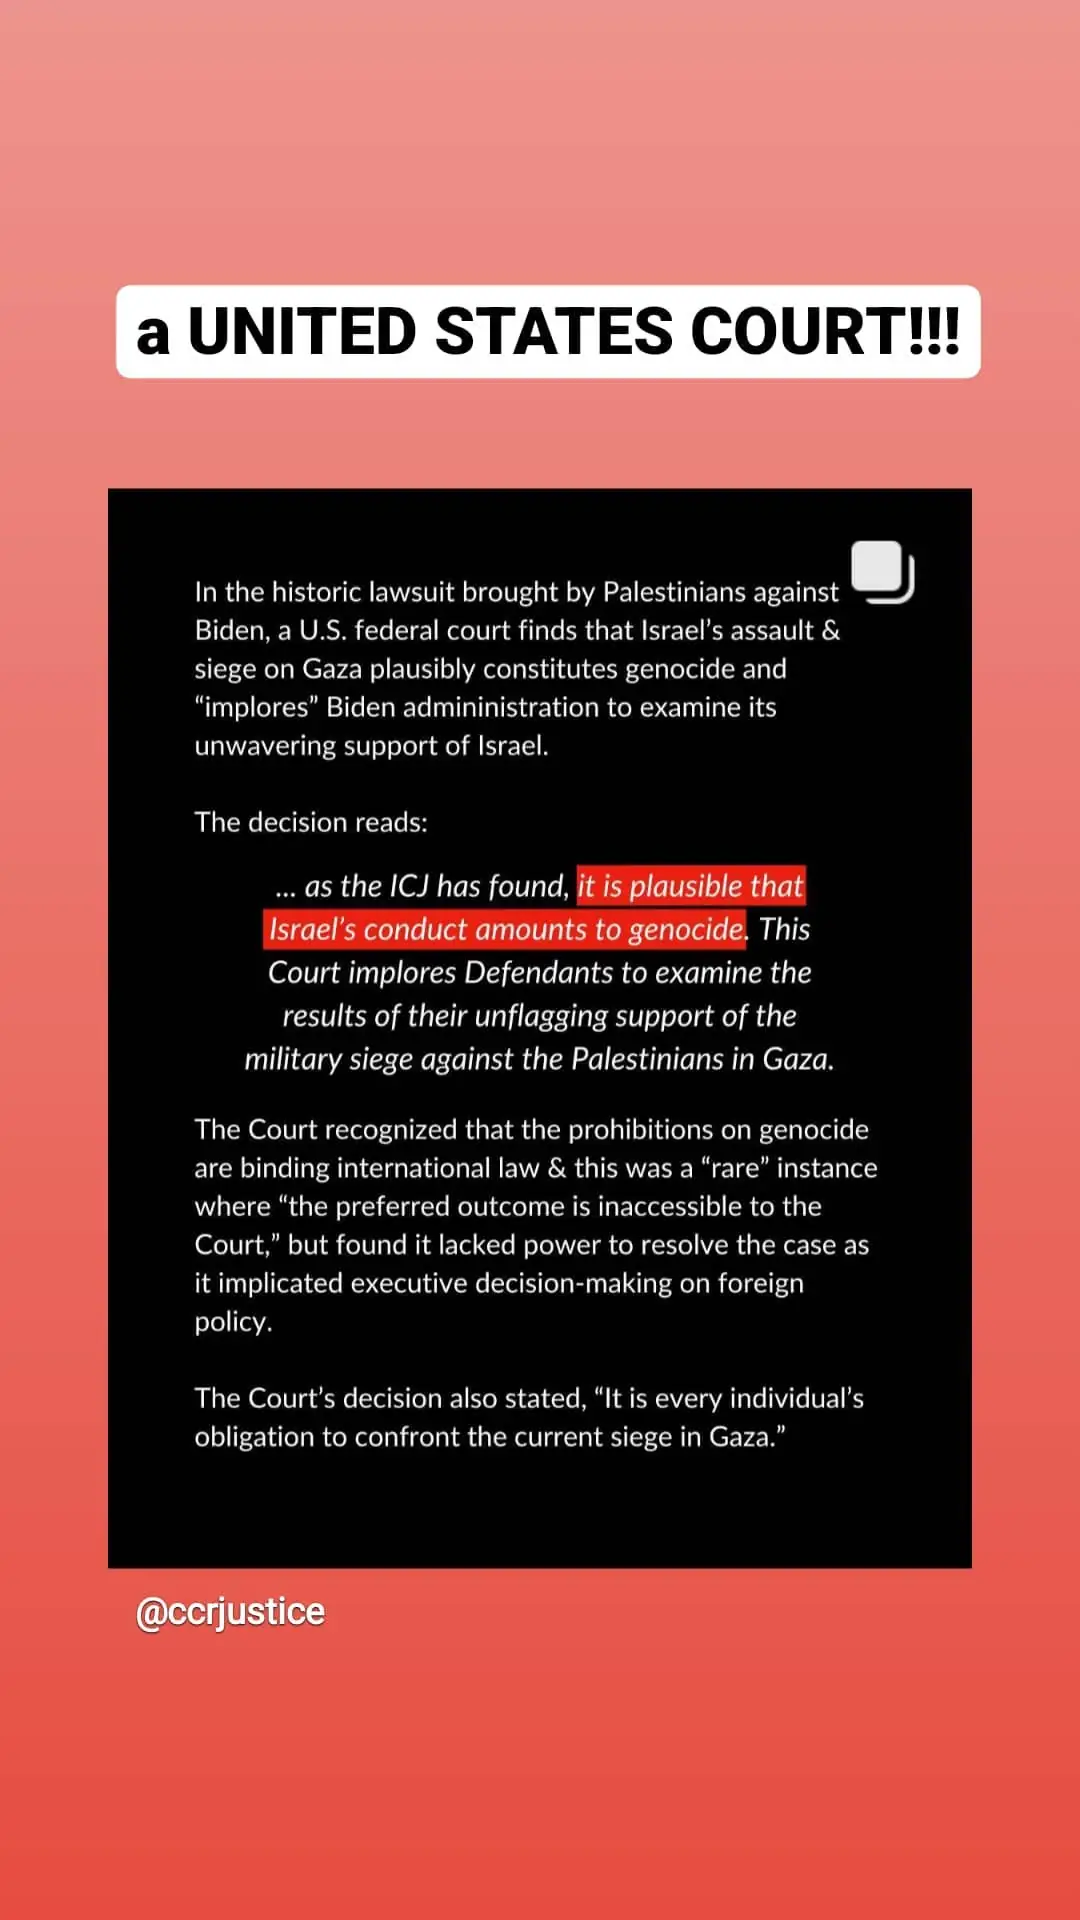 a UNITED STATES COURT!!!
In the historic lawsuit brought by Palestinians against
Biden, a U.S. federal court finds that Israel’s assault &
siege on Gaza plausibly constitutes genocide and
“implores” Biden admininistration to examine its
unwavering support of Israel.
The decision reads:
... as the ICJ has found, it is plausible that
Israel’s conduct amounts to genocide. This
Court implores Defendants to examine the
results of their unflagging support of the
military siege against the Palestinians in Gaza.
The Court recognized that the prohibitions on genocide
are binding international law & this was a “rare” instance
where “the preferred outcome is inaccessible to the
Court,” but found it lacked power to resolve the case as
it implicated executive decision-making on foreign
policy.
The Court’s decision also stated, “It is every individual’s
obligation to confront the current siege in Gaza.”
@ccrjustice